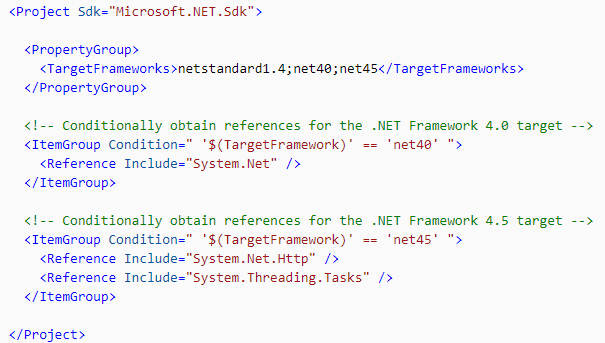 <Project Sdk="Microsoft.NET.Sdk">
<PropertyGroup>
<TargetFrameworks>netstandard1.4;net40;net45</TargetFrameworks>
</PropertyGroup>
<!-- Conditionally obtain references for the .NET Framework 4.0 target -->
<ItemGroup Condition=" '$(TargetFramework)' == 'net40' ">
<Reference Include="System.Net" />
</ItemGroup>
<!-- Conditionally obtain references for the .NET Framework 4.5 target -->
<ItemGroup Condition=" '$(TargetFramework)' == 'net45' ">
<Reference Include="System.Net.Http" />
<Reference Include="System.Threading.Tasks" />
</ItemGroup>
</Project>